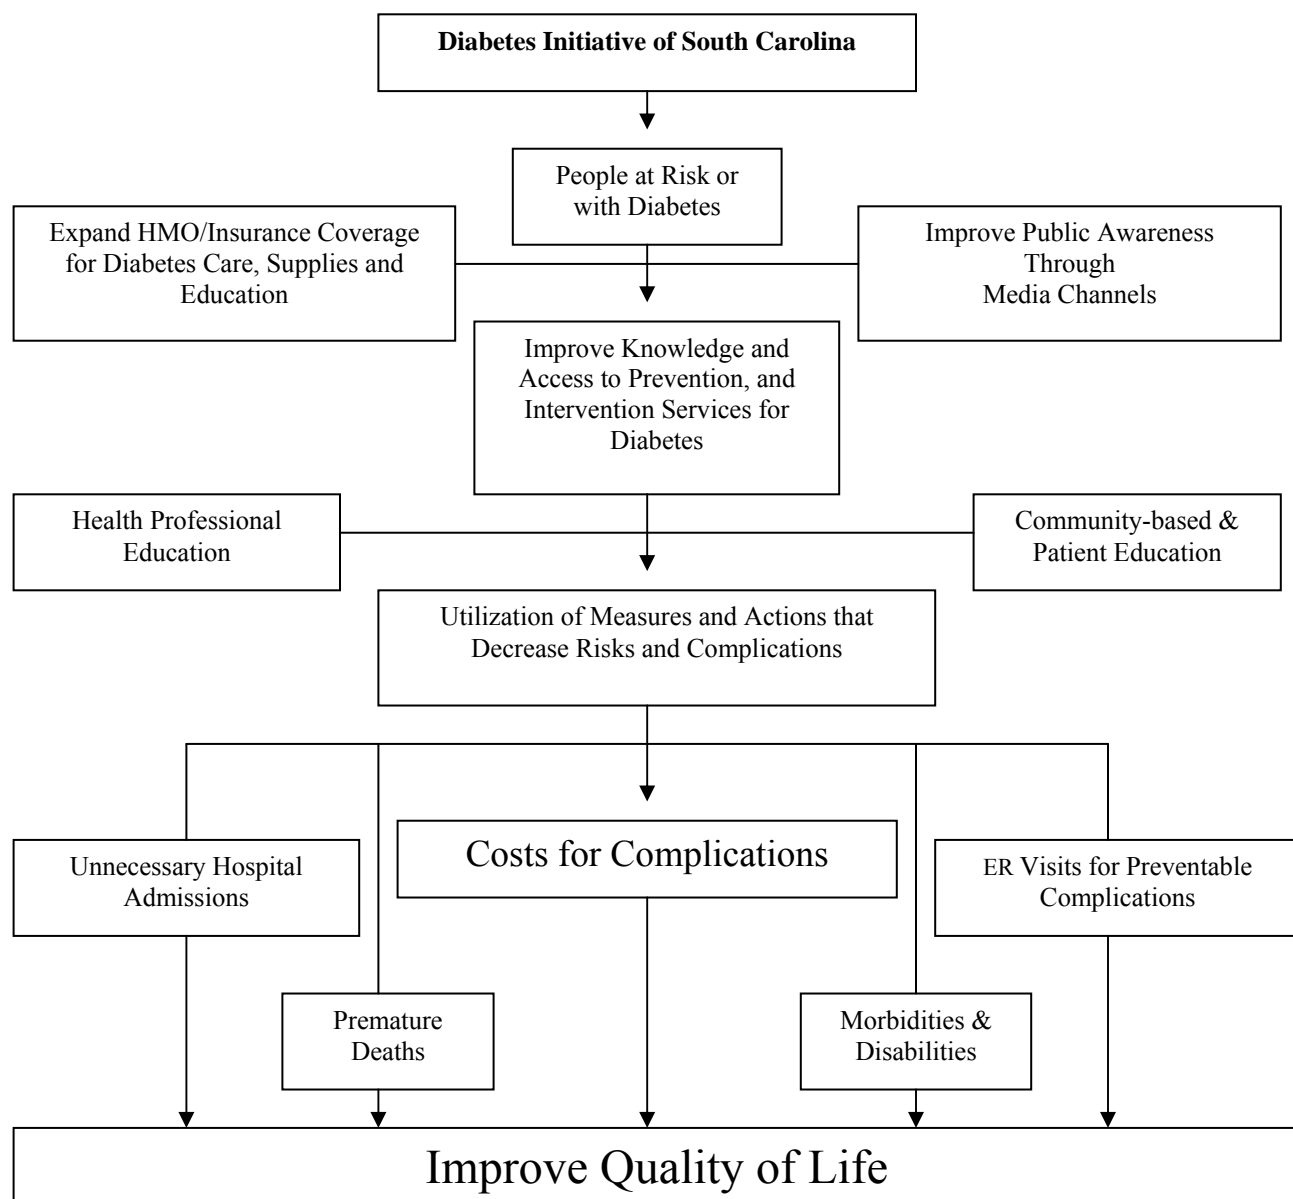 Diabetes Initiative of South Carolina
People at Risk or
with Diabetes
Expand HMO/Insurance Coverage
for Diabetes Care, Supplies and
Education
Improve Public Awareness
Through
Media Channels
Improve Knowledge and
Access to Prevention, and
Intervention Services for
Diabetes
Health Professional
Education
Community-based &
Patient Education
Utilization of Measures and Actions that
Decrease Risks and Complications
Unnecessary Hospital
Admissions
Costs for Complications
ER Visits for Preventable
Complications
Premature
Deaths
Morbidities &
Disabilities
Improve Quality of Life